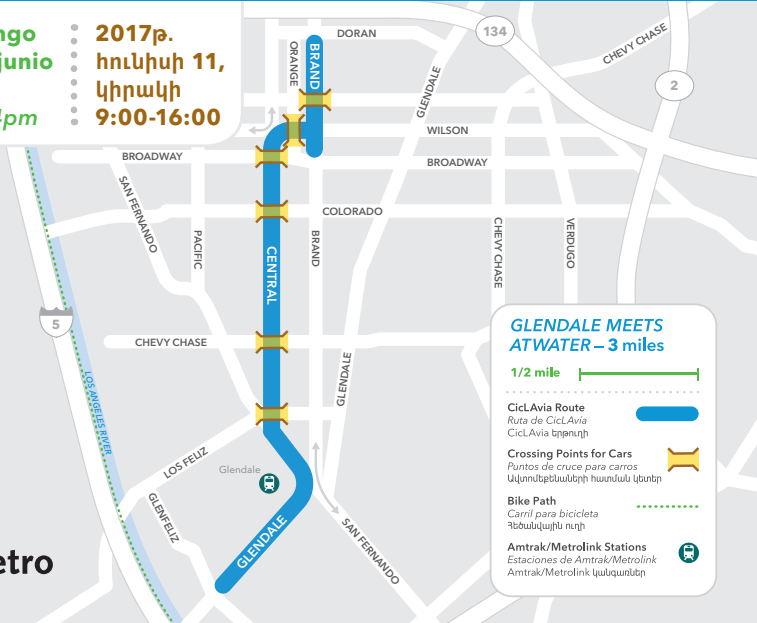 ngo
junio
4pm
2017թ.
հունիսի 11,
կիրակի
9:00-16:00
DORAN
134
CHEVY CHASE
ORANGE
BRAND
GLENDALE
2
WILSON
BROADWAY
BROADWAY
SAN FERNANDO
COLORADO
PACIFIC
CENTRAL
BRAND
CHEVY CHASE
VERDUGO
5
CHEVY CHASE
LOS ANGELES RIVER
GLENDALE
LOS FELIZ
Glendale
GLENFELIZ
GLENDALE
SAN FERNANDO
etro
GLENDALE MEETS
ATWATER – 3 miles
1/2 mile
CicLAvia Route
Ruta de CicLAvia
CicLAvia երթուղի
Crossing Points for Cars
Puntos de cruce para carros
Ավտոմեքենաների հատման կետեր
Bike Path
Carril para bicicleta
Հեծանվային ուղի
Amtrak/Metrolink Stations
Estaciones de Amtrak/Metrolink
Amtrak/Metrolink կանգառներ